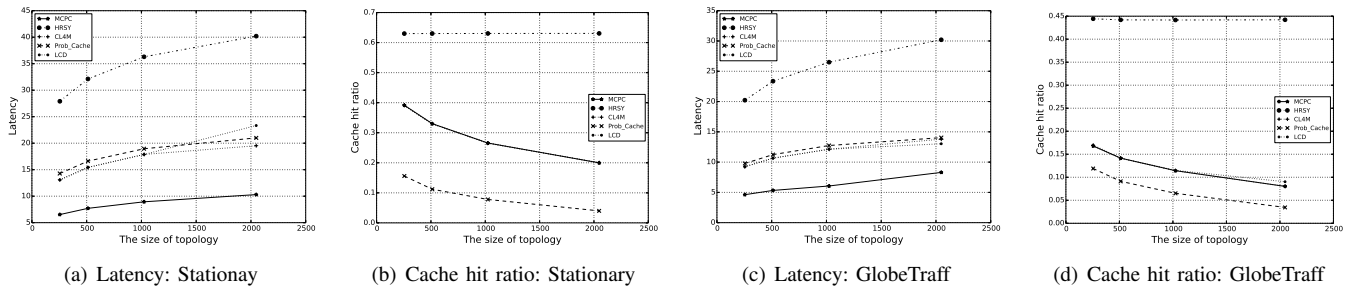 45
40
35
30
25
20
15
10
5
Latency
MCPC
HRSY
CL4M
Prob_Cache
LCD
0 500 1000 1500 2000 2500
The size of topology
(a) Latency: Stationay
0.7
0.6
0.5
0.4
0.3
0.2
0.1
0.0
Cache hit ratio
MCPC
HRSY
CL4M
Prob_Cache
LCD
0 500 1000 1500 2000 2500
The size of topology
(b) Cache hit ratio: Stationary
35
30
25
20
15
10
5
0
Latency
MCPC
HRSY
CL4M
Prob_Cache
LCD
0 500 1000 1500 2000 2500
The size of topology
(c) Latency: GlobeTraff
0.45
0.40
0.35
0.30
0.25
0.20
0.15
0.10
0.05
0.00
Cache hit ratio
MCPC
HRSY
CL4M
Prob_Cache
LCD
0 500 1000 1500 2000 2500
The size of topology
(d) Cache hit ratio: GlobeTraff